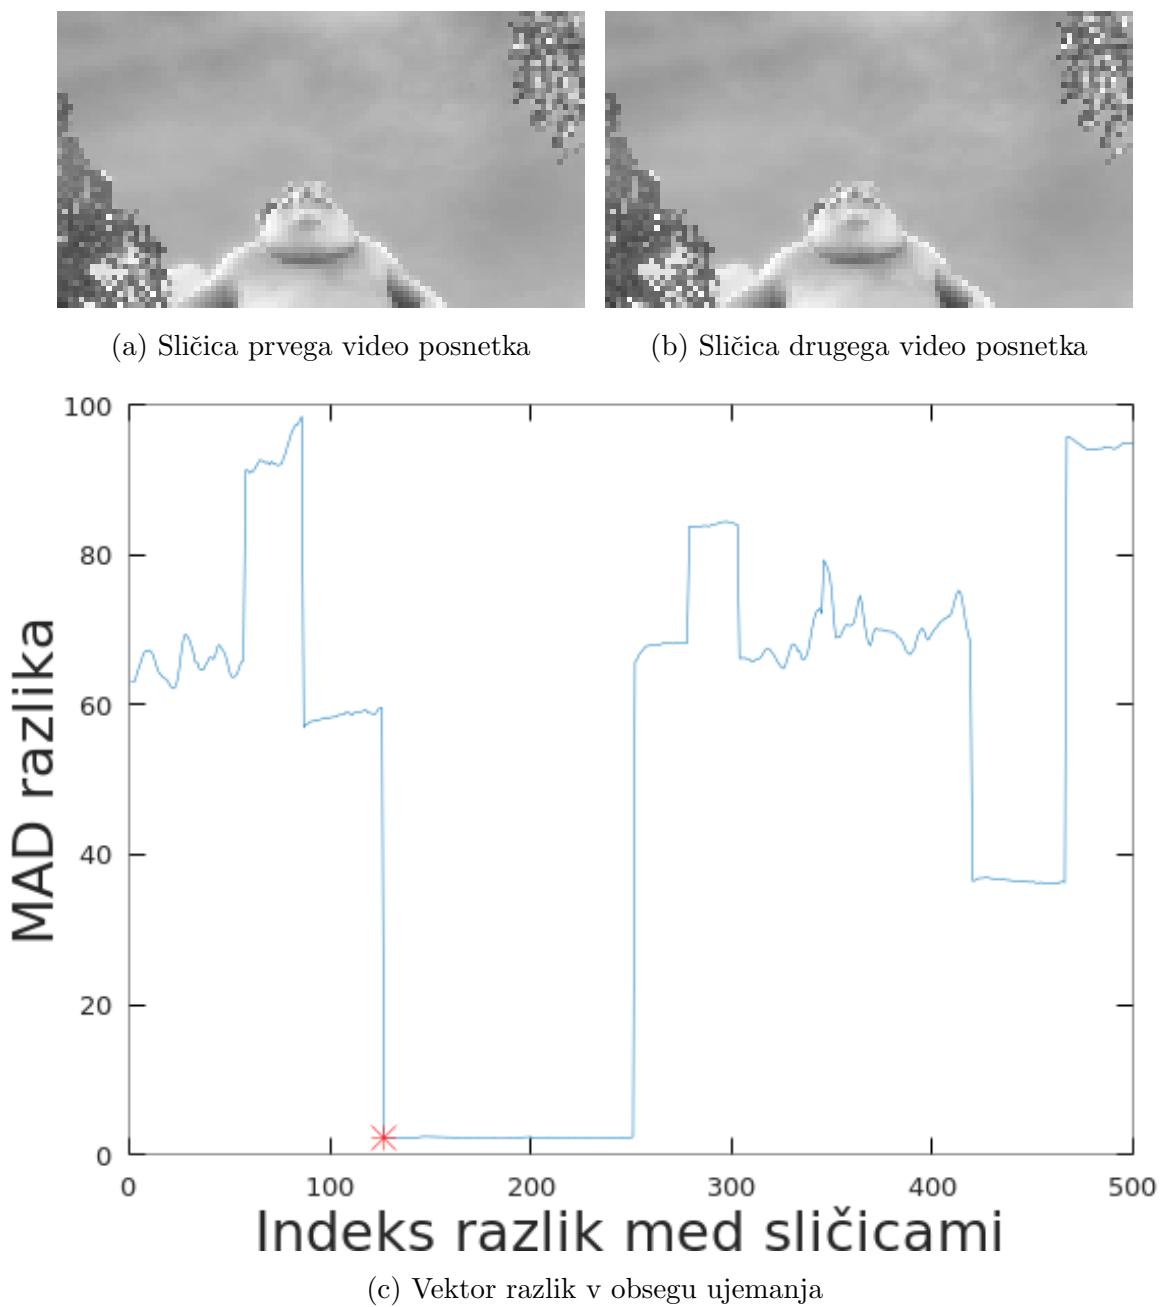 (a) Sličica prvega video posnetka
(b) Sličica drugega video posnetka
100
80
60
40
20
0
MAD razlika
0 100 200 300 400 500
Indeks razlik med sličicami
(c) Vektor razlik v obsegu ujemanja